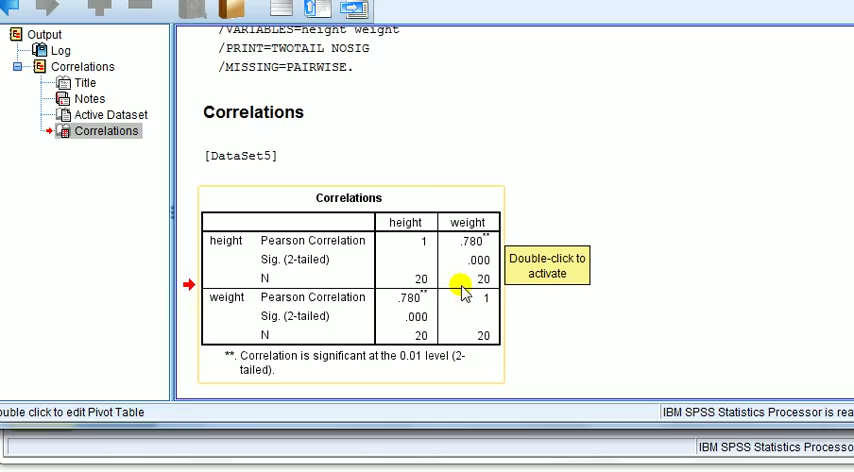 Output
Log
Correlations
Title
Notes
Active Dataset
Correlations
/VARIABLES=height weight
/PRINT=TWOTAIL NOSIG
/MISSING=PAIRWISE.
Correlations
[DataSet5]
Correlations
height weight
height Pearson Correlation 1 .780**
Sig. (2-tailed) .000
N 20 20
weight Pearson Correlation .780** 1
Sig. (2-tailed) .000
N 20 20
**. Correlation is significant at the 0.01 level (2-
tailed).
Double-click to
activate
ouble click to edit Pivot Table
IBM SPSS Statistics Processor is rea
IBM SPSS Statistics Processo